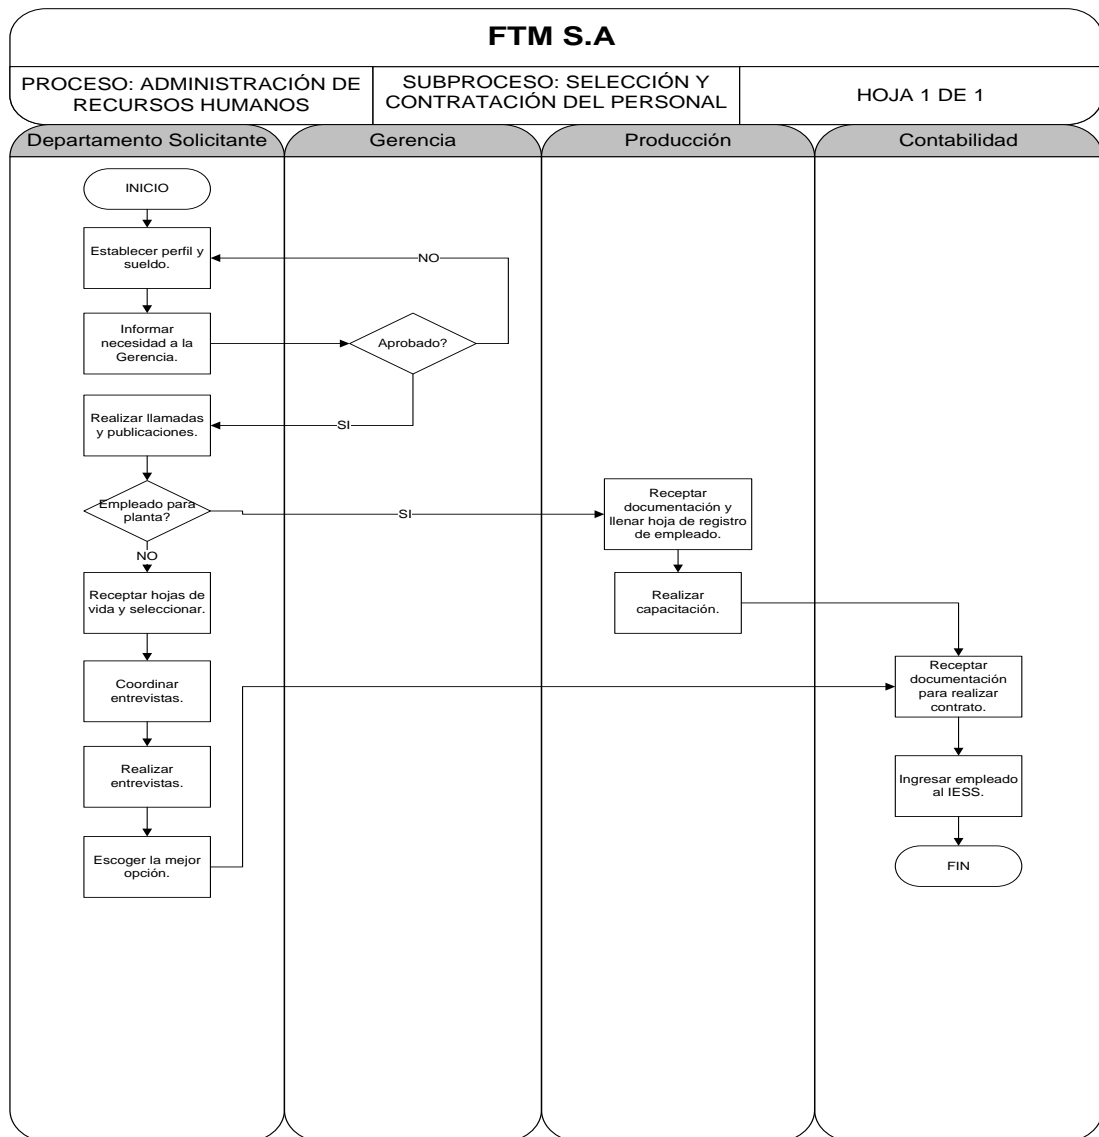 FTM S.A
PROCESO: ADMINISTRACIÓN DE
RECURSOS HUMANOS
SUBPROCESO: SELECCIÓN Y
CONTRATACIÓN DEL PERSONAL
HOJA 1 DE 1
Departamento Solicitante
Gerencia
Producción
Contabilidad
INICIO
Establecer perfil y
sueldo.
NO
Informar
necesidad a la
Gerencia.
Aprobado?
Realizar llamadas
y publicaciones.
SI
Empleado para
planta?
SI
Receptar
documentación y
llenar hoja de registro
de empleado.
NO
Receptar hojas de
vida y seleccionar.
Realizar
capacitación.
Coordinar
entrevistas.
Receptar
documentación
para realizar
contrato.
Realizar
entrevistas.
Ingresar empleado
al IESS.
Escoger la mejor
opción.
FIN